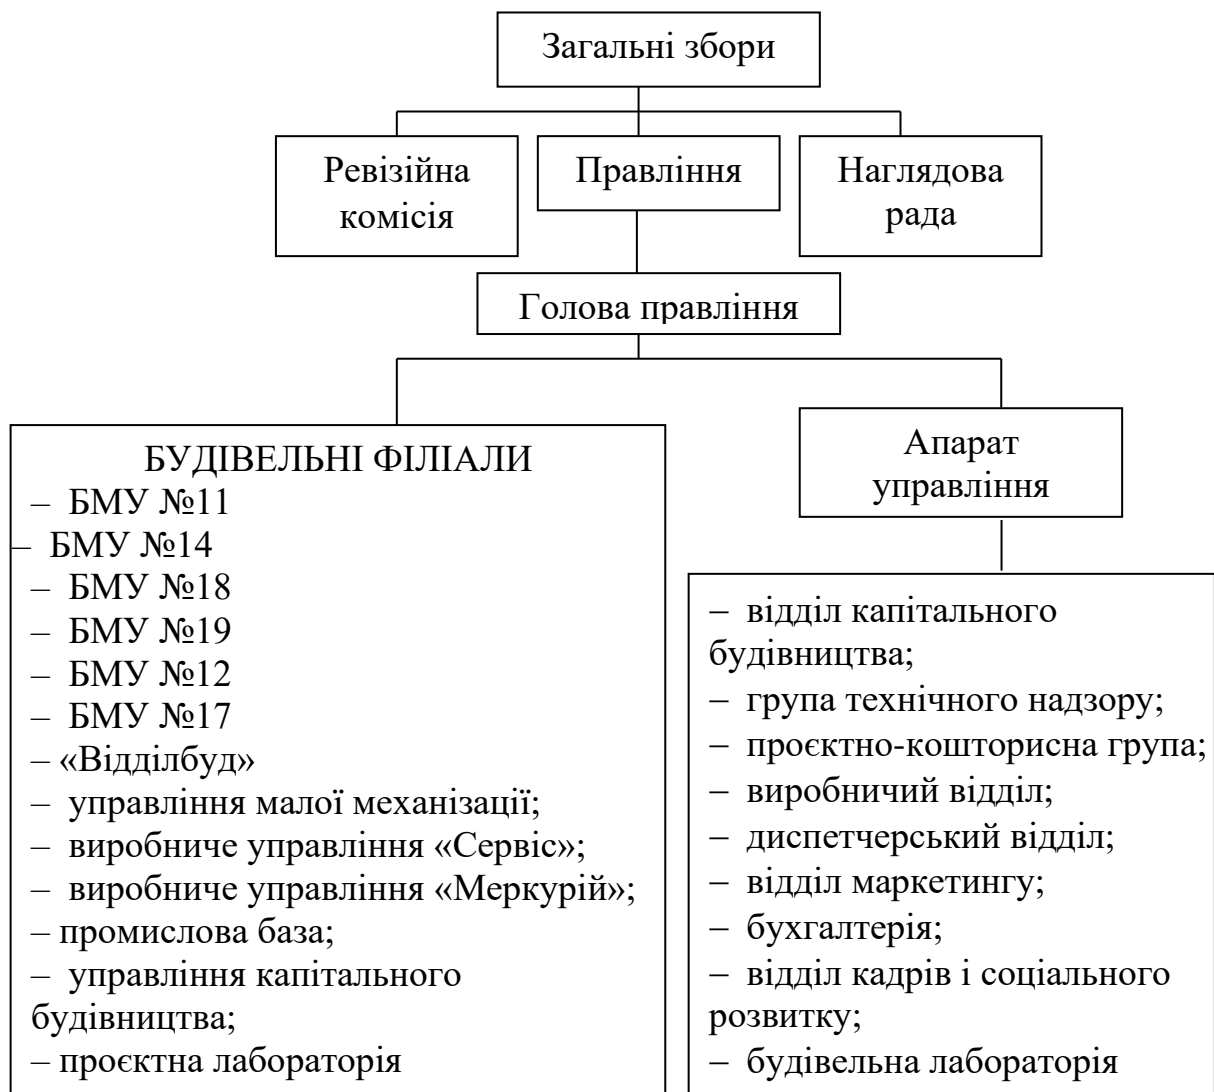 Загальні збори
Ревізійна
комісія
Правління
Наглядова
рада
Голова правління
БУДІВЕЛЬНІ ФІЛІАЛИ
– БМУ №11
– БМУ №14
– БМУ №18
– БМУ №19
– БМУ №12
– БМУ №17
– «Відділбуд»
– управління малої механізації;
– виробниче управління «Сервіс»;
– виробниче управління «Меркурій»;
– промислова база;
– управління капітального
будівництва;
– проєктна лабораторія
Апарат
управління
– відділ капітального
будівництва;
– група технічного надзору;
– проєктно-кошторисна група;
– виробничий відділ;
– диспетчерський відділ;
– відділ маркетингу;
– бухгалтерія;
– відділ кадрів і соціального
розвитку;
– будівельна лабораторія